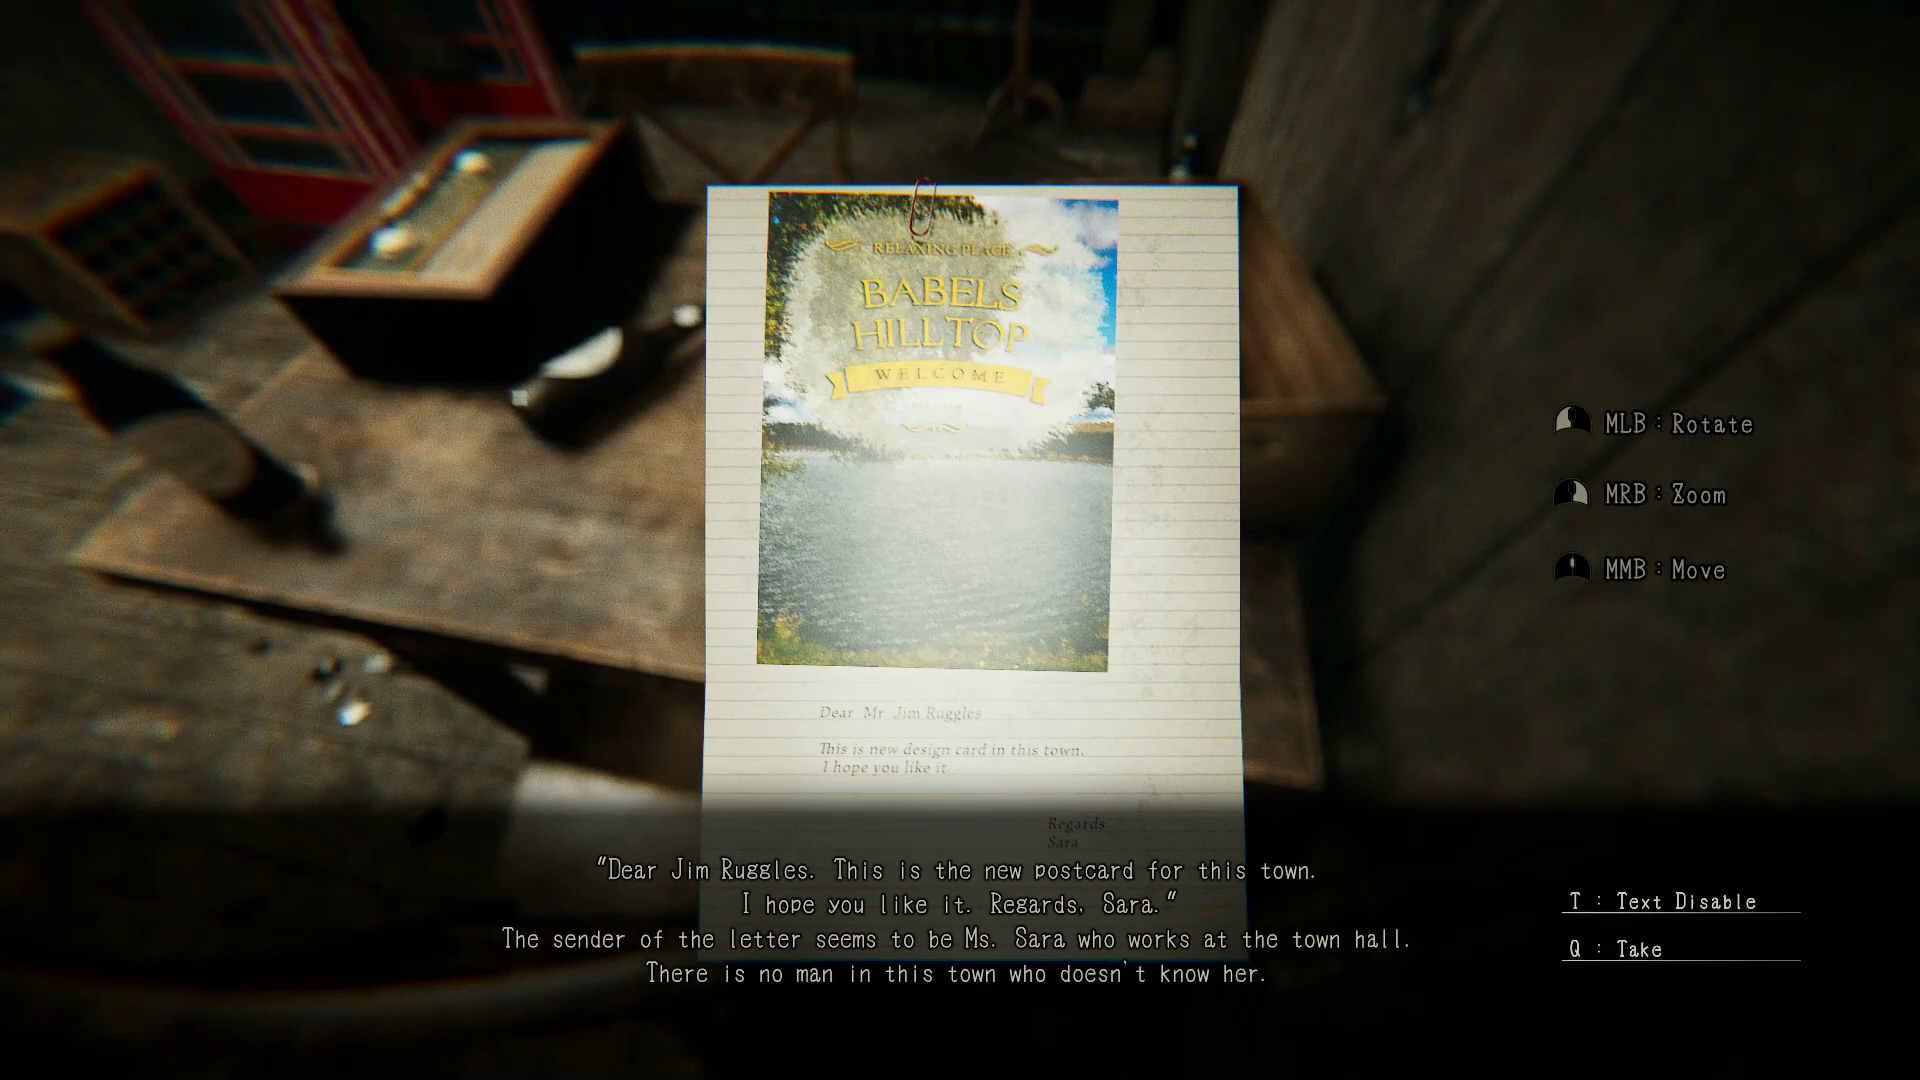 RELAXING PLACE
BABELS
HILLTOP
WELCOME
Dear Mr. Jim Ruggles
This is new design card in this town.
I hope you like it.
Regards
Sara
"Dear Jim Ruggles. This is the new postcard for this town.
I hope you like it. Regards, Sara."
The sender of the letter seems to be Ms. Sara who works at the town hall.
There is no man in this town who doesn't know her.
MLB : Rotate
MRB : Zoom
MMB : Move
T : Text Disable
Q : Take